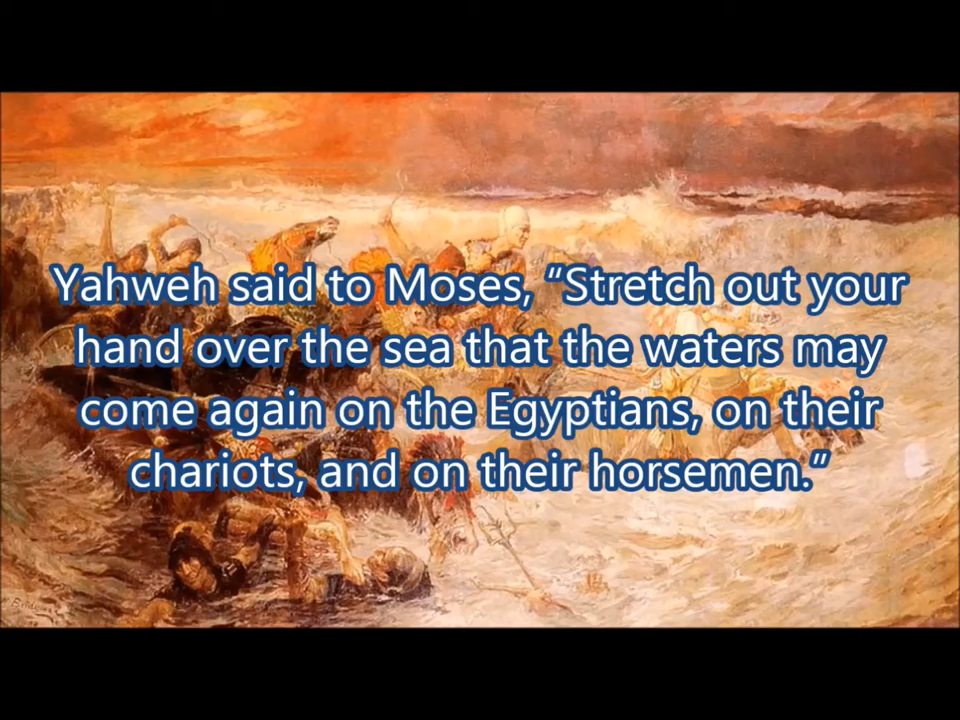 Yahweh said to Moses, “Stretch out your
hand over the sea that the waters may
come again on the Egyptians, on their
chariots, and on their horsemen.”